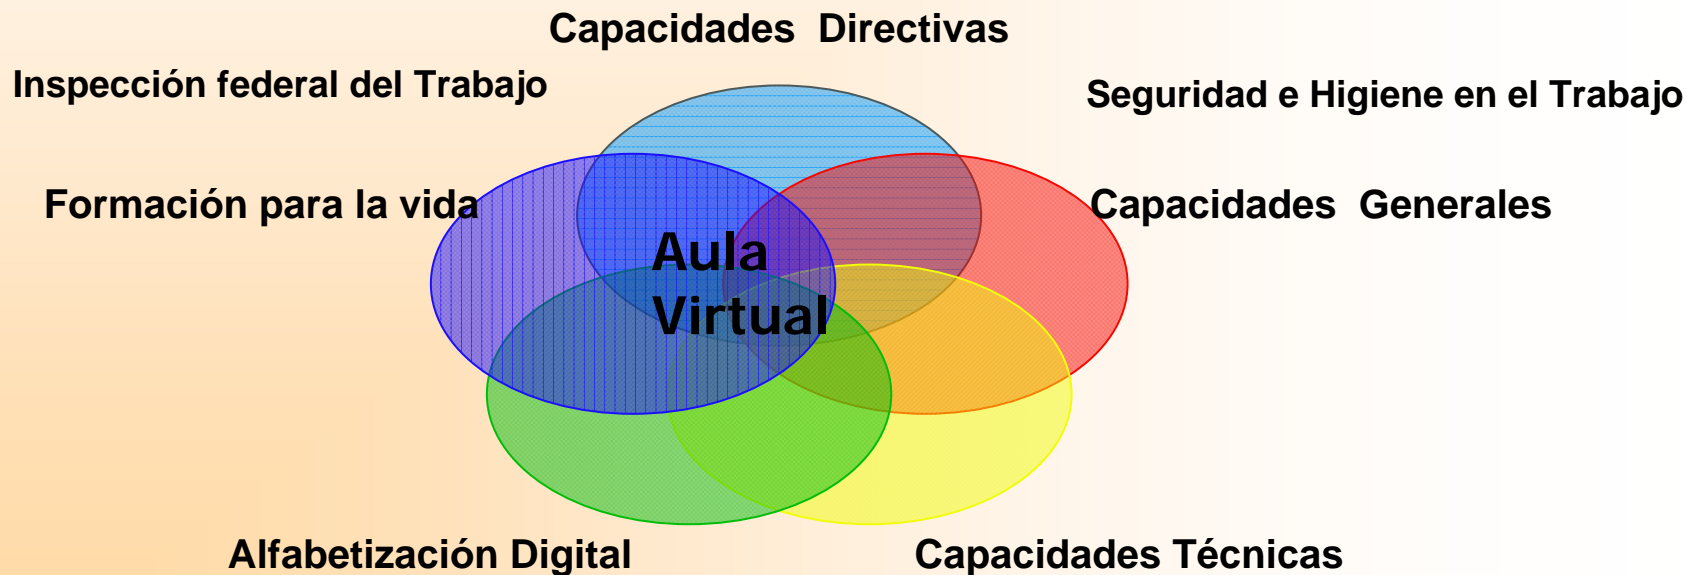 Capacidades  Directivas
Inspección federal del Trabajo
Seguridad e Higiene en el Trabajo
Formación para la vida
Capacidades  Generales
Aula
Virtual
Alfabetización Digital
Capacidades Técnicas